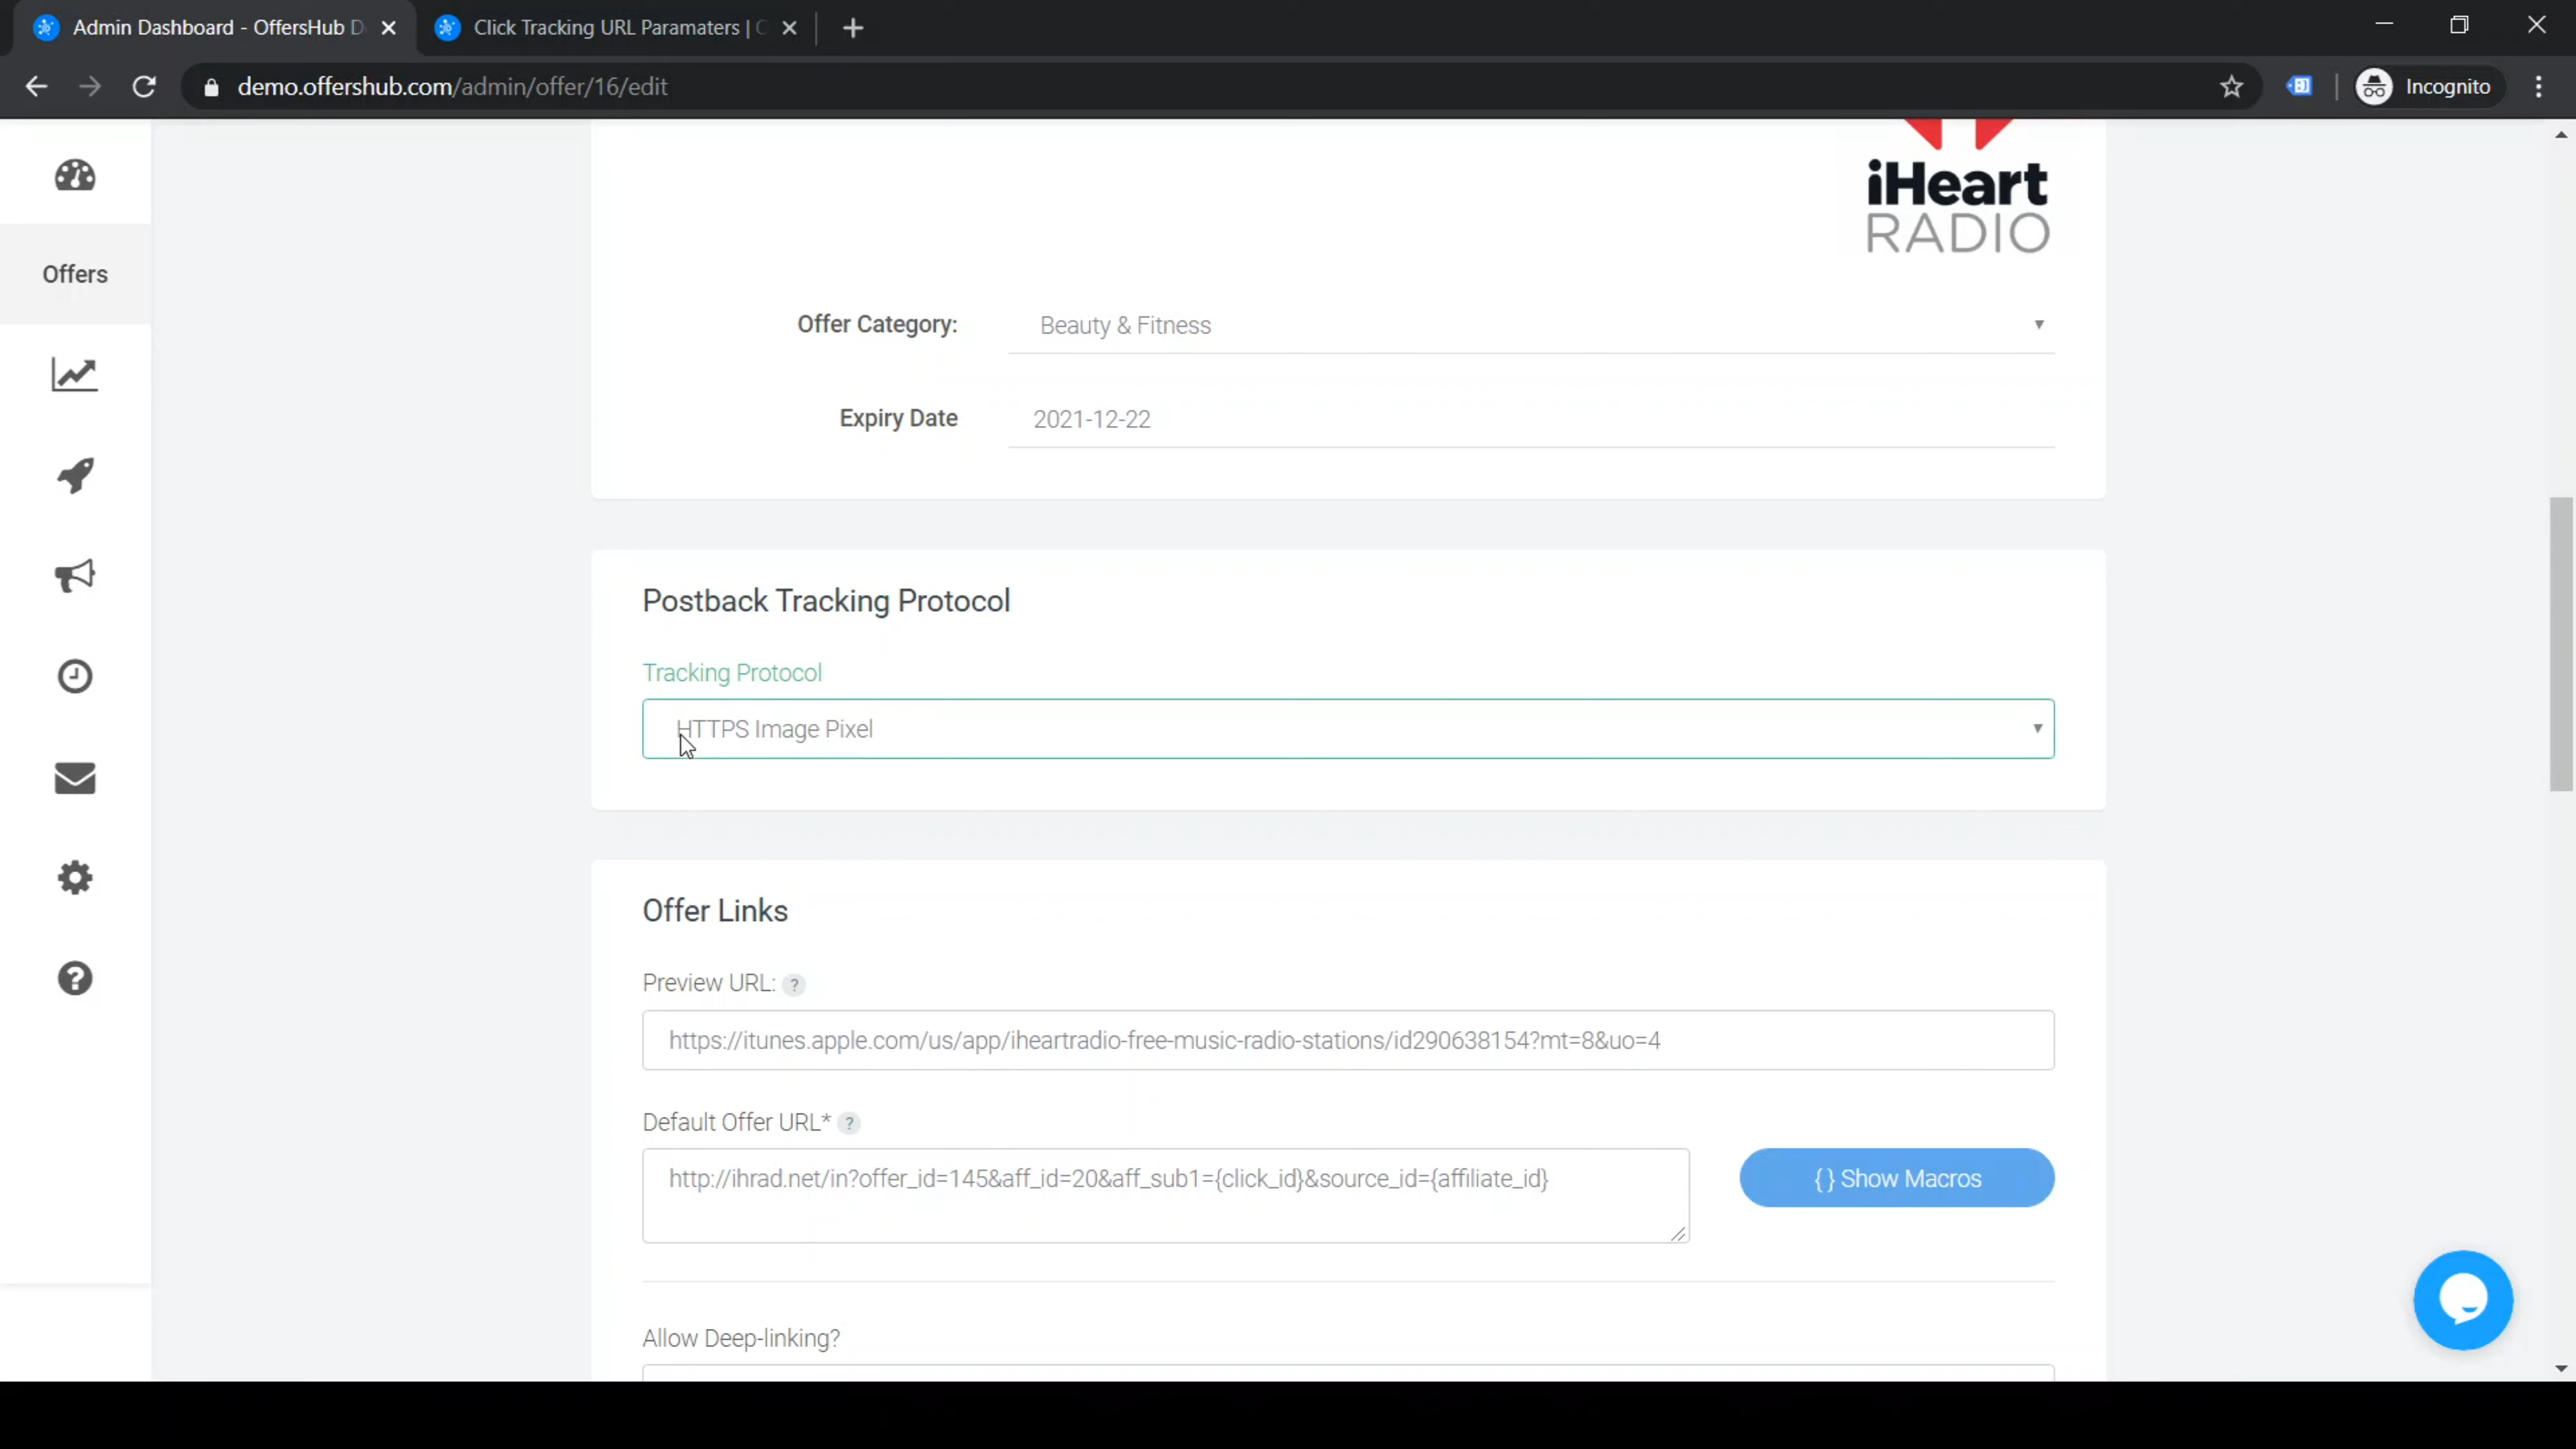 Admin Dashboard - OffersHub D
Click Tracking URL Paramaters |
demo.offershub.com/admin/offer/16/edit
Incognito
iHeart
RADIO
Offers
Offer Category:
Beauty & Fitness
Expiry Date
2021-12-22
Postback Tracking Protocol
Tracking Protocol
HTTPS Image Pixel
Offer Links
Preview URL: ?
https://itunes.apple.com/us/app/iheartradio-free-music-radio-stations/id290638154?mt=8&uo=4
Default Offer URL* ?
http://ihrad.net/in?offer_id=145&aff_id=20&aff_sub1={click_id}&source_id={affiliate_id}
{ } Show Macros
Allow Deep-linking?